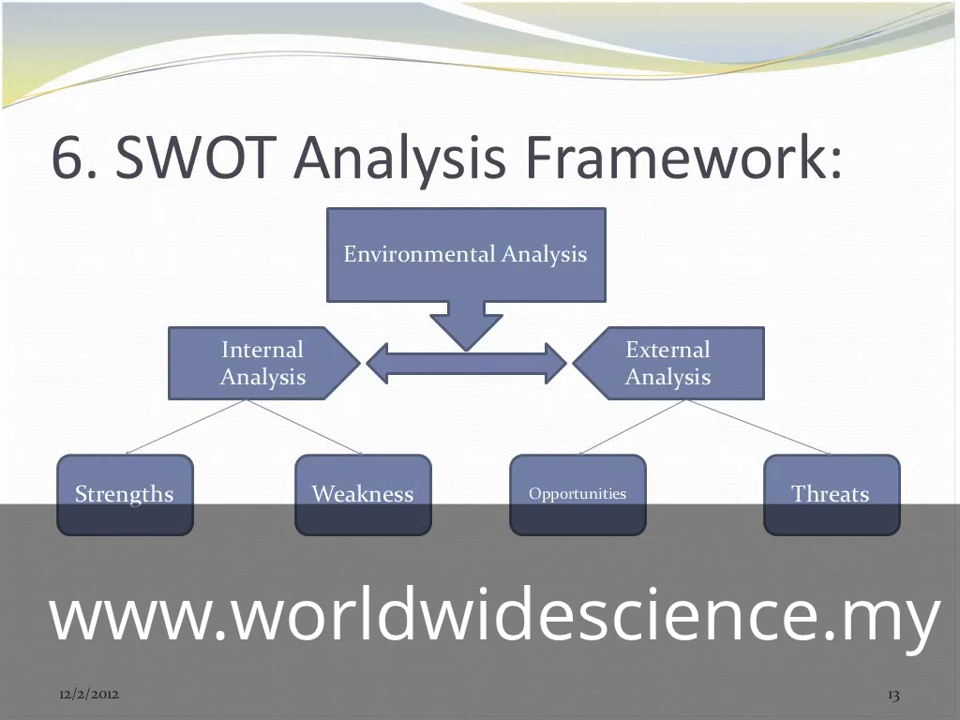 6. SWOT Analysis Framework:
Environmental Analysis
Internal
Analysis
External
Analysis
Strengths
Weakness
Opportunities
Threats
www.worldwidescience.my
12/2/2012
13